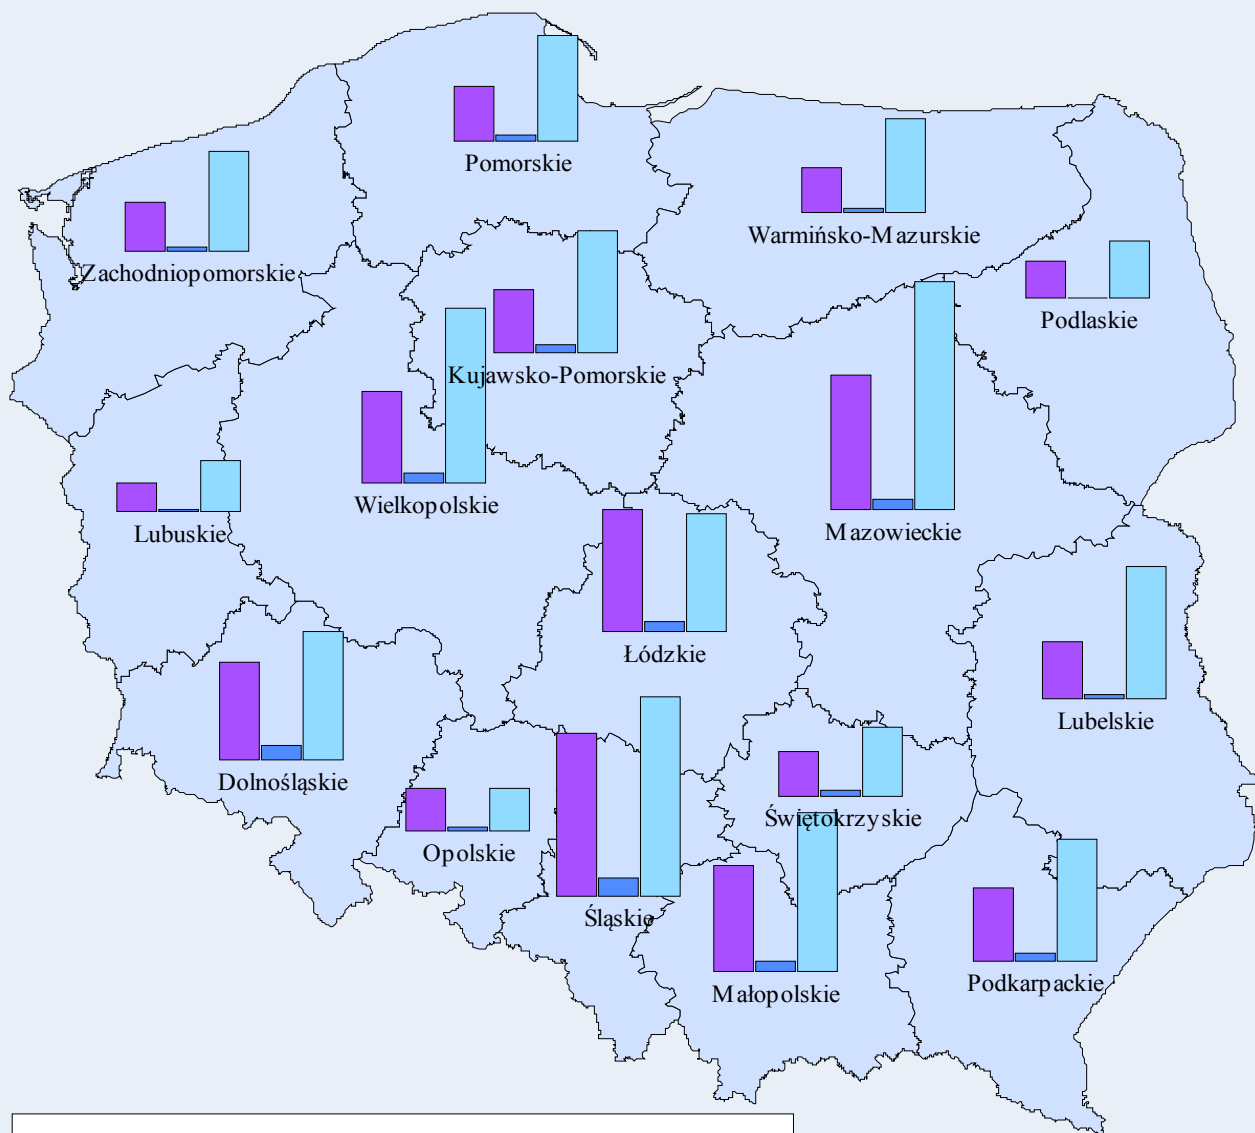 Pomorskie
Warmińsko-Mazurskie
Zachodniopomorskie
Podlaskie
Kujawsko-Pomorskie
Wielkopolskie
Mazowieckie
Lubuskie
Łódzkie
Lubelskie
Dolnośląskie
Świętokrzyskie
Opolskie
Śląskie
Podkarpackie
Małopolskie